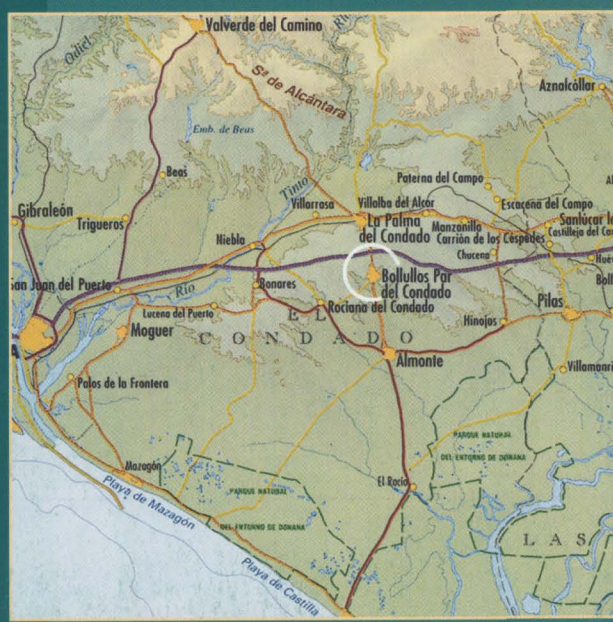 Valverde del Camino
Odiel
Sª de Alcántara
Aznalcóllar
Emb. de Beas
Beas
Tinto
Paterna del Campo
Escacena del Campo
Gibraleón
Trigueros
Villarrasa
Villalba del Alcor
La Palma
del Condado
Manzanilla
Carrión de los Céspedes
Castilleja del Ca
Niebla
Chucena
San Juan del Puerto
Río
Bonares
Bollullos Par
del Condado
Lucena del Puerto
Rociana del Condado
Hinojos
Pilas
EL
CONDADO
Moguer
Almonte
Palos de la Frontera
Villamanri
Mazagón
PARQUE NATURAL
DEL ENTORNO DE DONANA
El Rocío
PARQUE NATURAL
DEL ENTORNO DE DONANA
Playa de Mazagón
Playa de Castilla
LAS